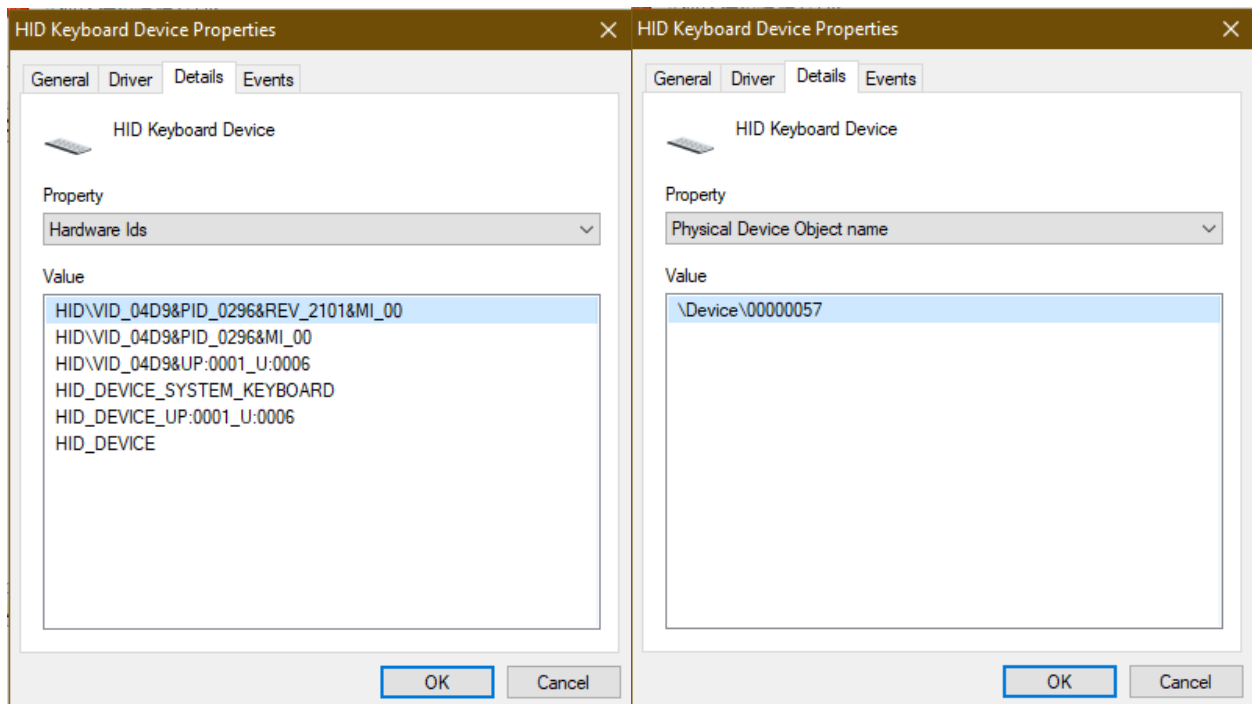 HID Keyboard Device Properties
General Driver Details Events
HID Keyboard Device
Property
Hardware Ids
Value
HID\VID_04D9&PID_0296&REV_2101&MI_00
HID\VID_04D9&PID_0296&MI_00
HID\VID_04D9&UP:0001_U:0006
HID_DEVICE_SYSTEM_KEYBOARD
HID_DEVICE_UP:0001_U:0006
HID_DEVICE
OK Cancel
HID Keyboard Device Properties
General Driver Details Events
HID Keyboard Device
Property
Physical Device Object name
Value
\Device\00000057
OK Cancel